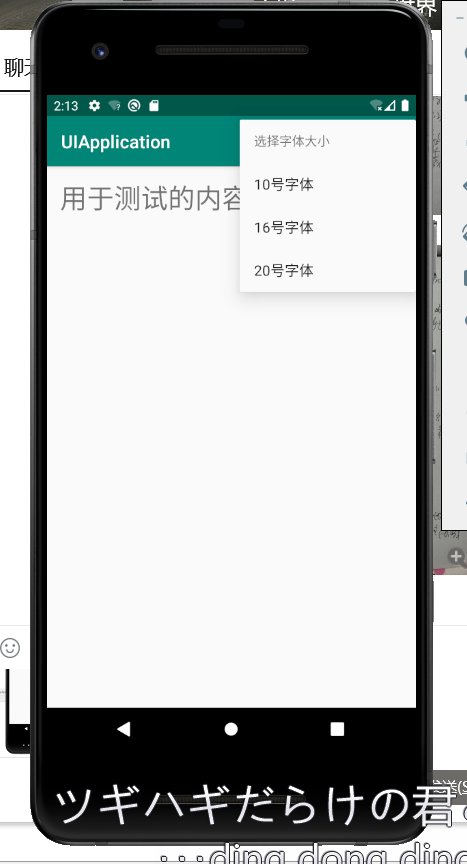 世界
聊
2:13
UIApplication
选择字体大小
用于测试的内容
10号字体
16号字体
20号字体
ツギハギだらけの君
…ding dong ding